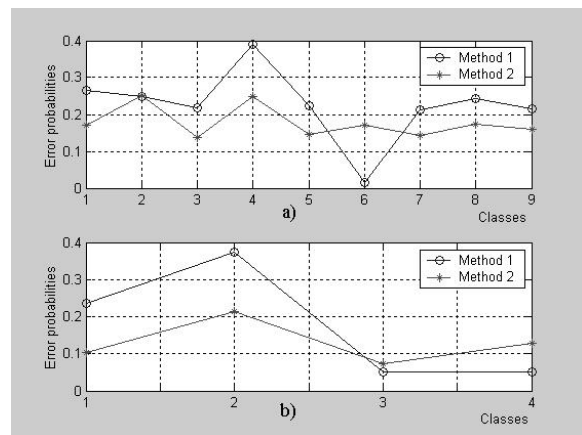 0.4
0.3
0.2
0.1
0
Error probabilities
Method 1
Method 2
1 2 3 4 5 6 7 8 9
a)
Classes
0.4
0.3
0.2
0.1
0
Error probabilities
Method 1
Method 2
1 2 3 4
b)
Classes